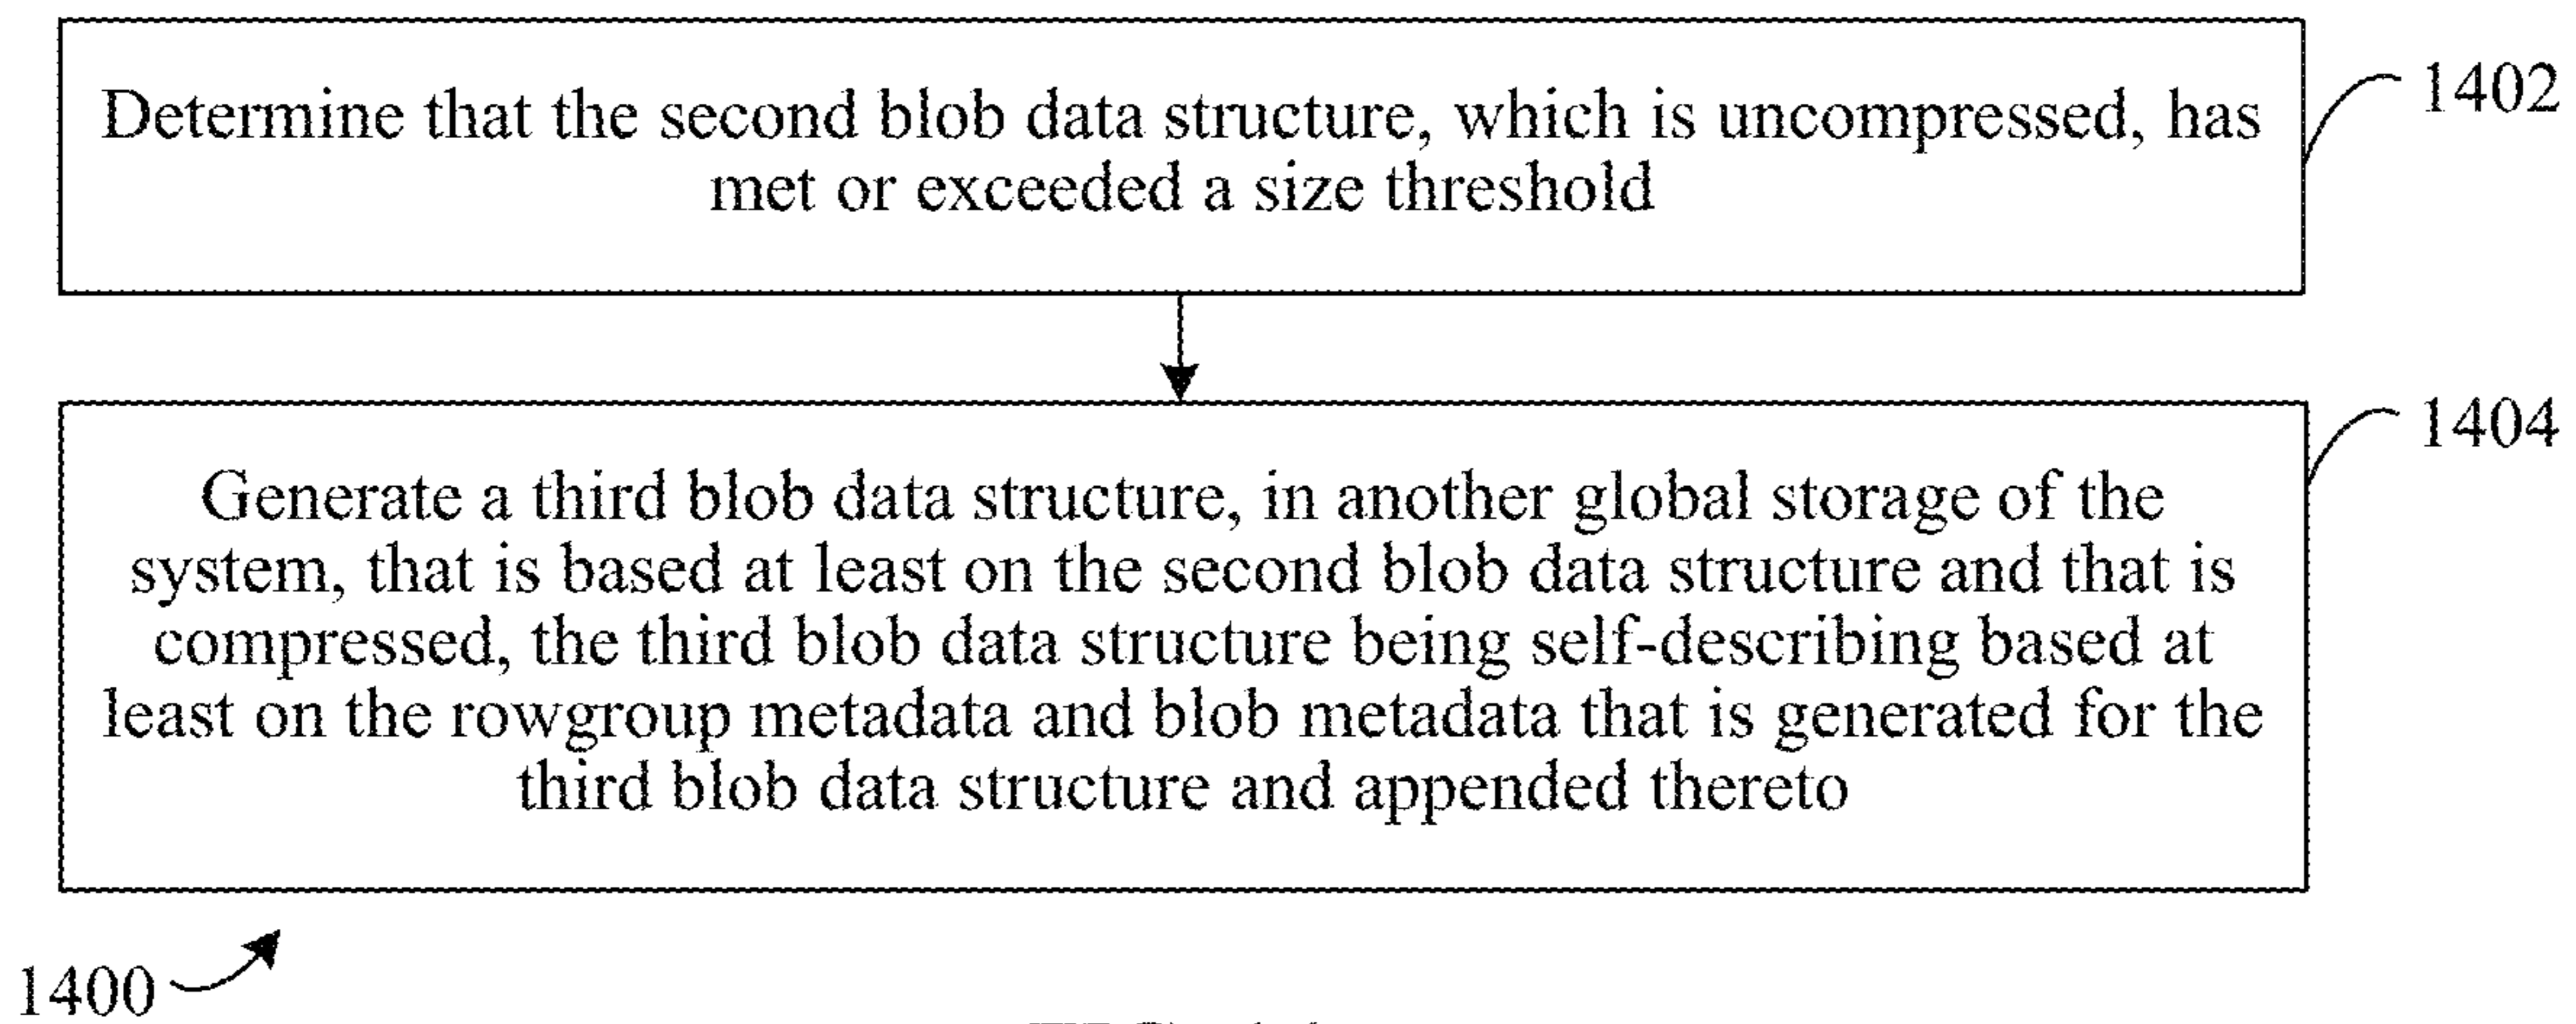 Determine that the second blob data structure, which is uncompressed, has
met or exceeded a size threshold
1402
Generate a third blob data structure, in another global storage of the
system, that is based at least on the second blob data structure and that is
compressed, the third blob data structure being self-describing based at
least on the rowgroup metadata and blob metadata that is generated for the
third blob data structure and appended thereto
1404
1400